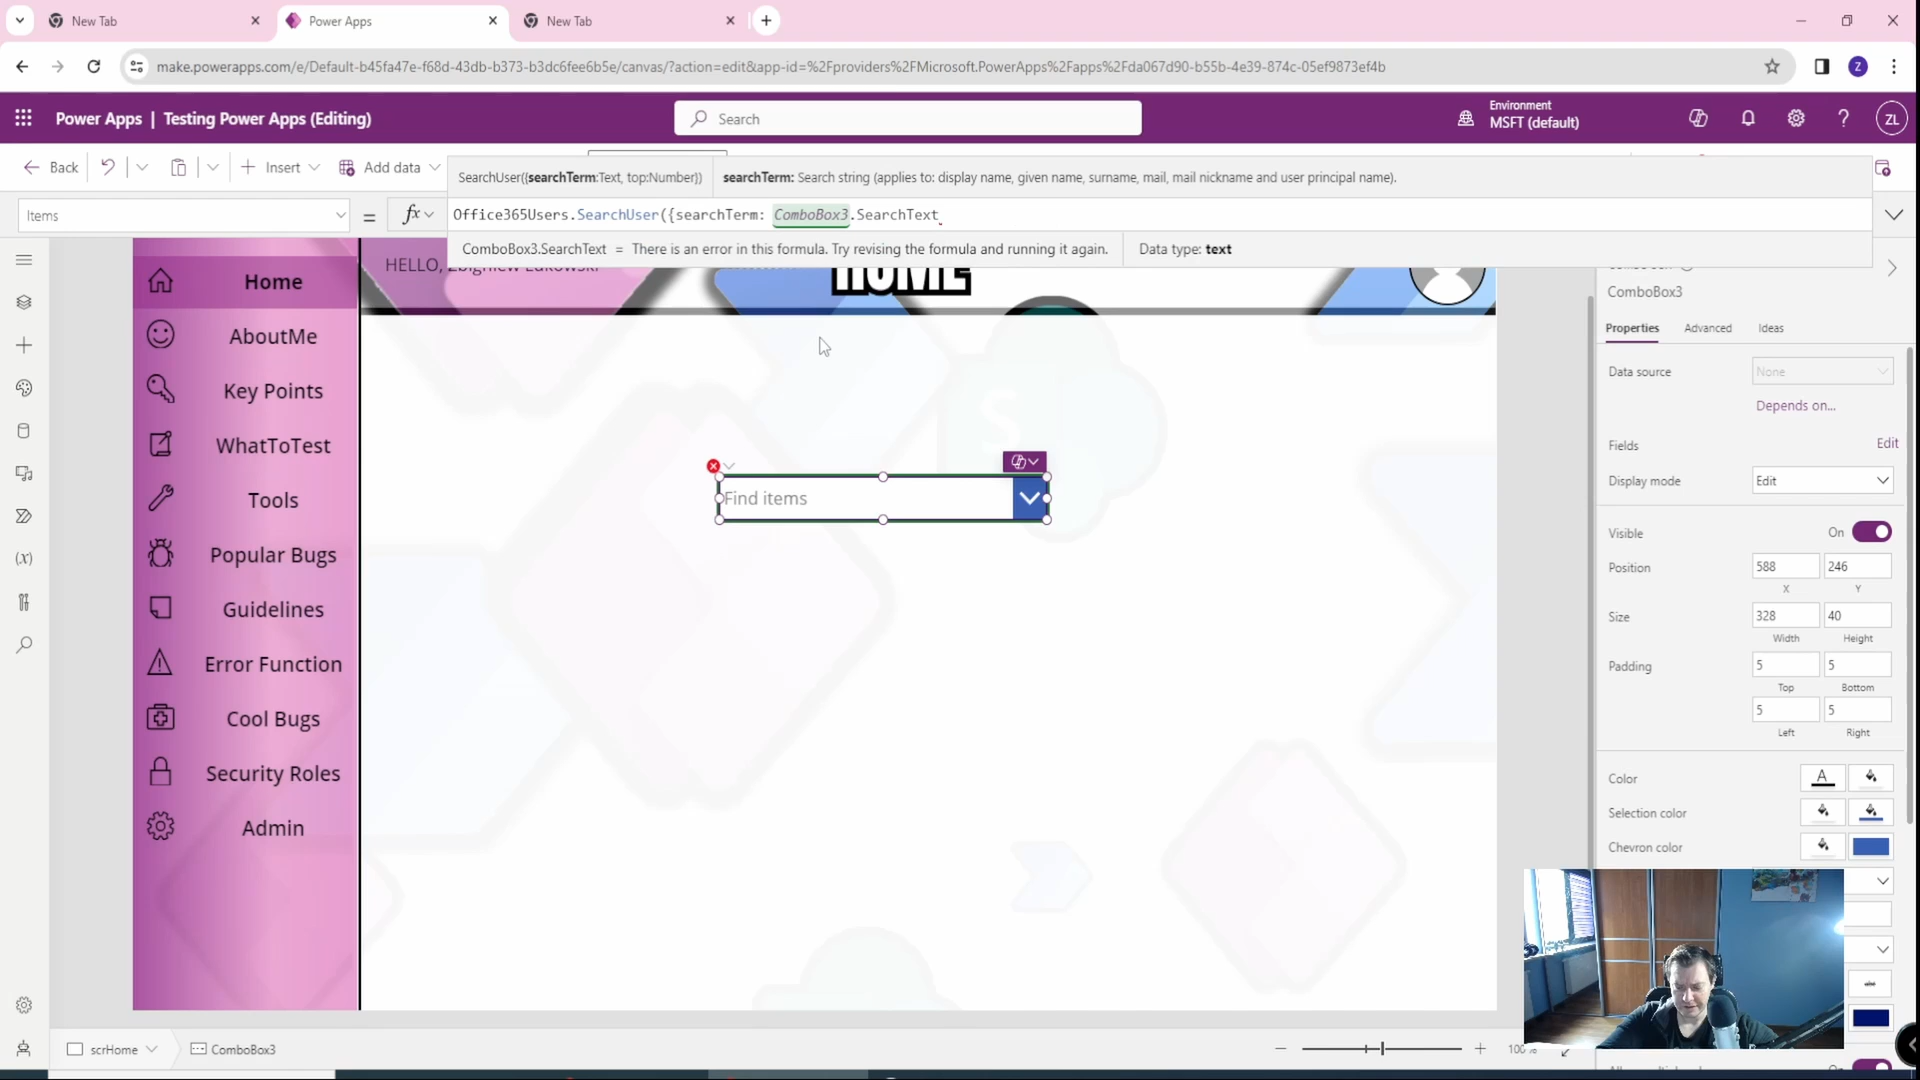 New Tab
Power Apps
New Tab
make.powerapps.com/e/Default-b45fa47e-f68d-43db-b373-b3dc6fee6b5e/canvas/?action=edit&app-id=%2Fproviders%2FMicrosoft.PowerApps%2Fapps%2Fda067d90-b55b-4e39-874c-05ef9873ef4b
Z
Power Apps | Testing Power Apps (Editing)
Search
Environment
MSFT (default)
ZL
Back
Insert
Add data
SearchUser({searchTerm:Text, top:Number})
searchTerm: Search string (applies to: display name, given name, surname, mail, mail nickname and user principal name).
Items
=
fx
Office365Users.SearchUser({searchTerm: ComboBox3.SearchText
ComboBox3.SearchText = There is an error in this formula. Try revising the formula and running it again.
Data type: text
HELLO, Zbigniew Lukowski
HOME
Home
AboutMe
Key Points
WhatToTest
Tools
Popular Bugs
Guidelines
Error Function
Cool Bugs
Security Roles
Admin
Find items
S
ComboBox3
Properties
Advanced
Ideas
Data source
None
Depends on...
Fields
Edit
Display mode
Edit
Visible
On
Position
588
246
X
Y
Size
328
40
Width
Height
Padding
5
5
Top
Bottom
5
5
Left
Right
Color
A
Selection color
Chevron color
scrHome
ComboBox3
100 %
On